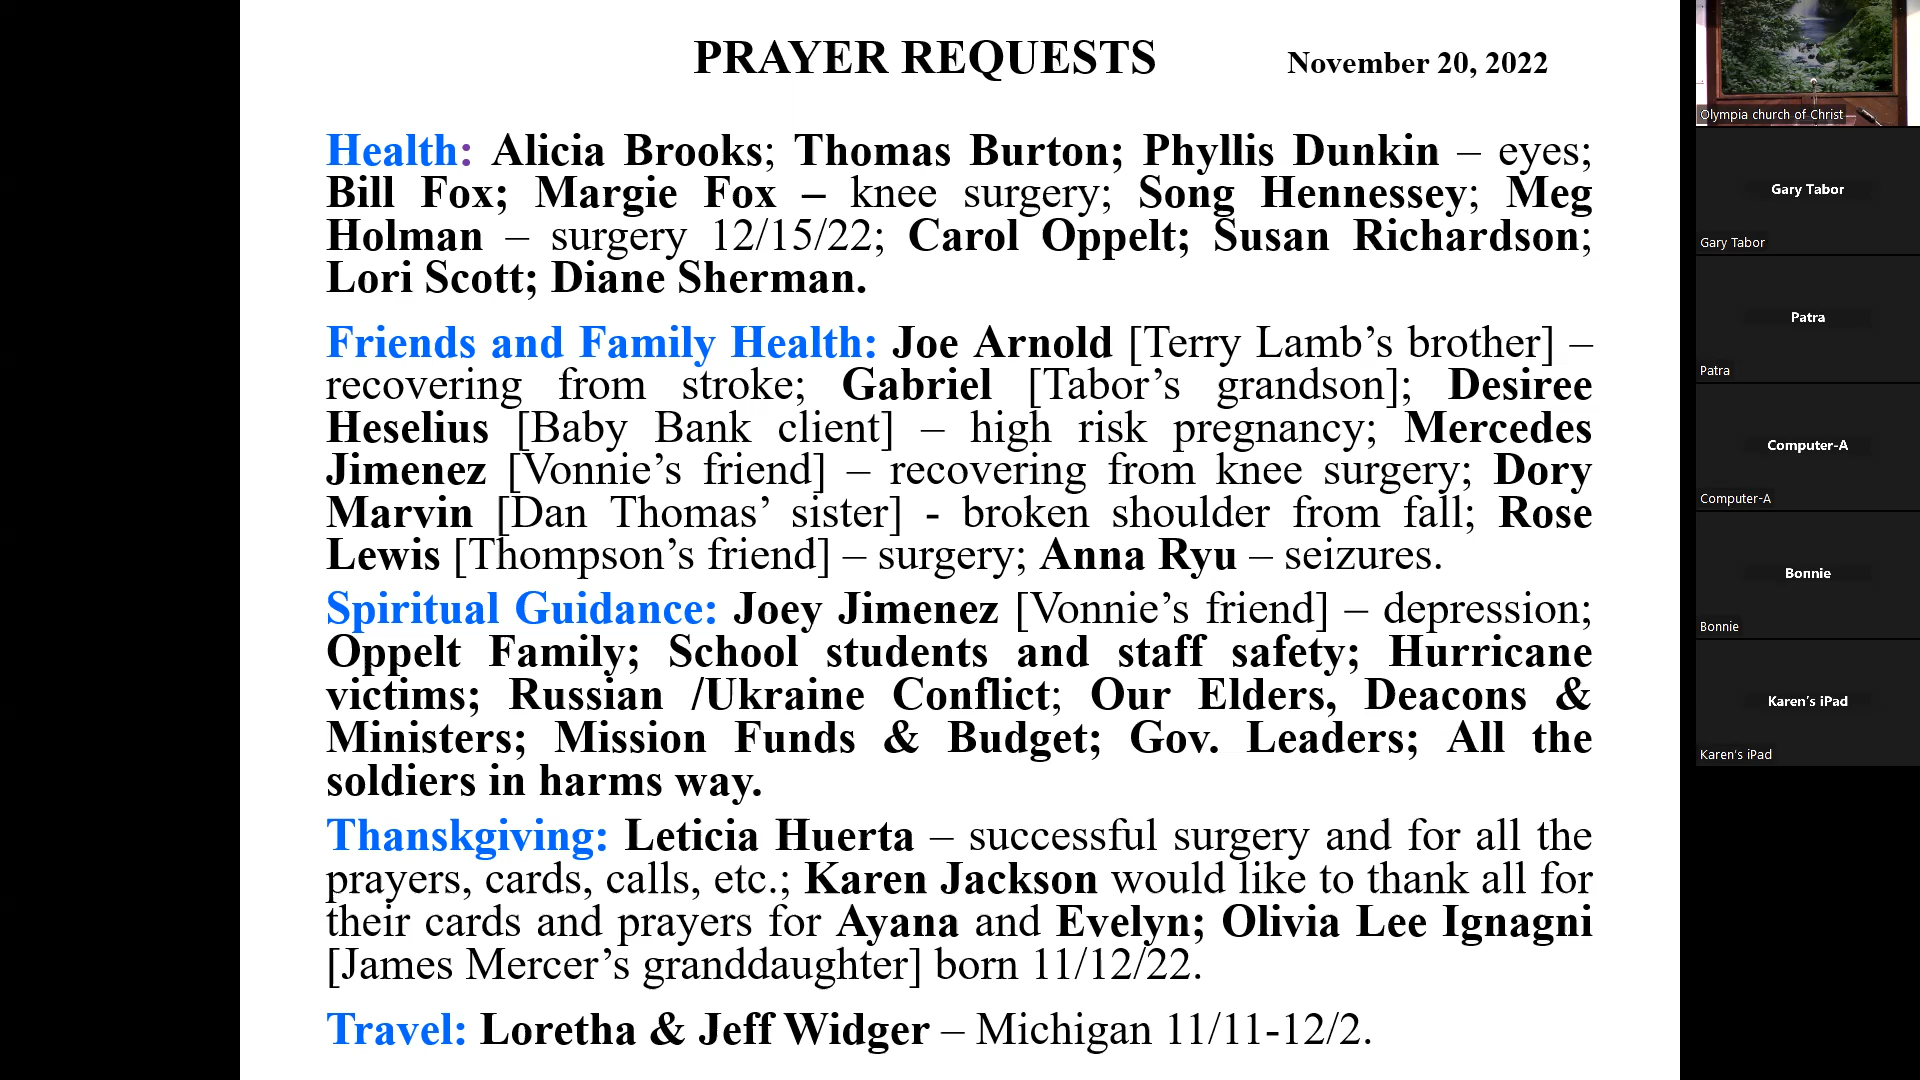 PRAYER REQUESTS November 20, 2022
Health: Alicia Brooks; Thomas Burton; Phyllis Dunkin – eyes;
Bill Fox; Margie Fox – knee surgery; Song Hennessey; Meg
Holman – surgery 12/15/22; Carol Oppelt; Susan Richardson;
Lori Scott; Diane Sherman.
Friends and Family Health: Joe Arnold [Terry Lamb’s brother] –
recovering from stroke; Gabriel [Tabor’s grandson]; Desiree
Heselius [Baby Bank client] – high risk pregnancy; Mercedes
Jimenez [Vonnie’s friend] – recovering from knee surgery; Dory
Marvin [Dan Thomas’ sister] - broken shoulder from fall; Rose
Lewis [Thompson’s friend] – surgery; Anna Ryu – seizures.
Spiritual Guidance: Joey Jimenez [Vonnie’s friend] – depression;
Oppelt Family; School students and staff safety; Hurricane
victims; Russian /Ukraine Conflict; Our Elders, Deacons &
Ministers; Mission Funds & Budget; Gov. Leaders; All the
soldiers in harms way.
Thanskgiving: Leticia Huerta – successful surgery and for all the
prayers, cards, calls, etc.; Karen Jackson would like to thank all for
their cards and prayers for Ayana and Evelyn; Olivia Lee Ignagni
[James Mercer’s granddaughter] born 11/12/22.
Travel: Loretha & Jeff Widger – Michigan 11/11-12/2.
Olympia church of Christ
Gary Tabor
Gary Tabor
Patra
Patra
Computer-A
Computer-A
Bonnie
Bonnie
Karen's iPad
Karen's iPad